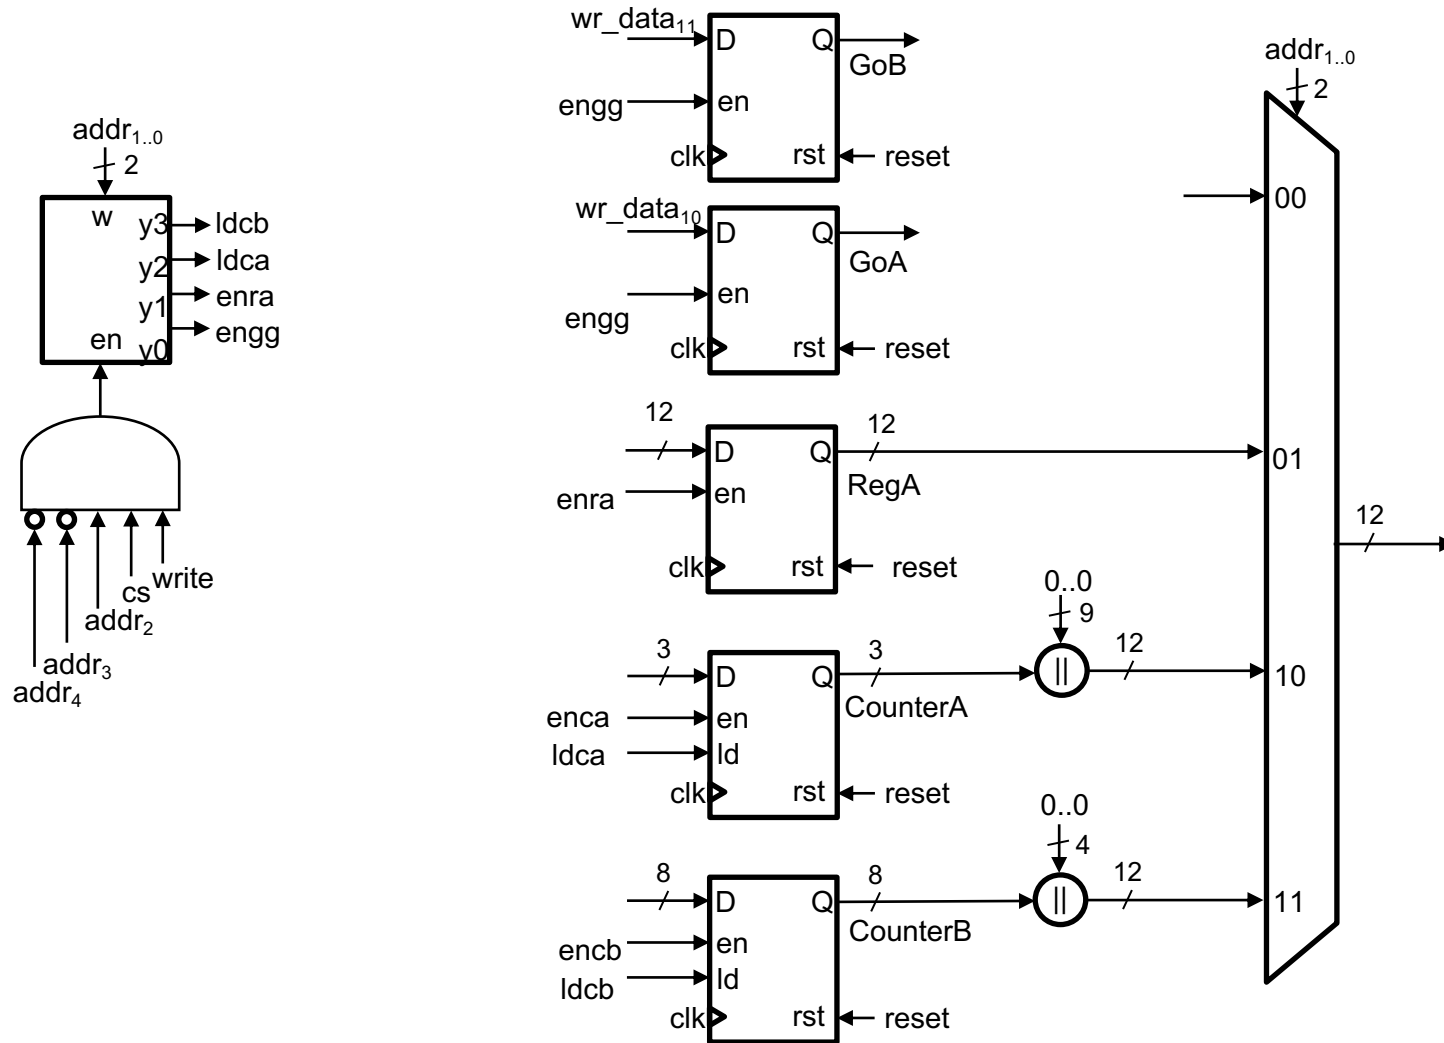 addr1..0
2
w
y3
y2
y1
y0
en
ldcb
ldca
enra
engg
write
cs
addr2
addr3
addr4
wr_data11
D
Q
GoB
engg
en
clk
rst
reset
wr_data10
D
Q
GoA
en
engg
clk
rst
reset
12
12
D
Q
RegA
enra
en
clk
rst
reset
3
3
D
Q
CounterA
enca
en
ldca
ld
clk
rst
reset
0..0
9
||
12
8
8
D
Q
CounterB
encb
en
ldcb
ld
clk
rst
reset
0..0
4
||
12
addr1..0
2
00
01
10
11
12